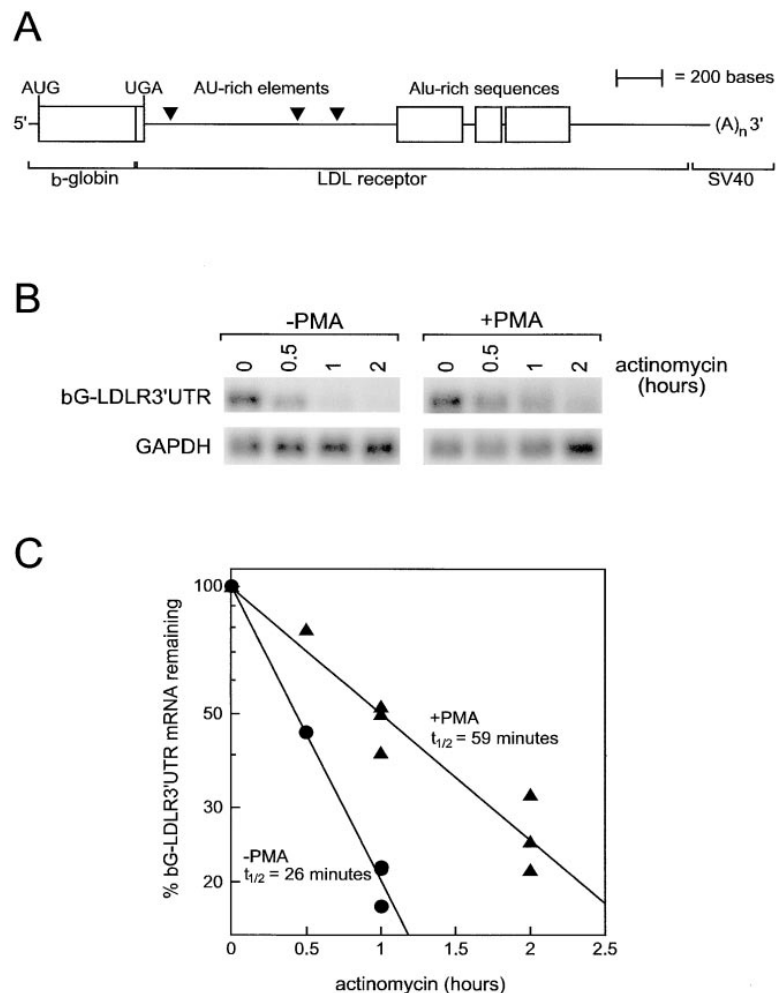 A
AUG UGA AU-rich elements Alu-rich sequences = 200 bases
5' (A)n 3'
b-globin LDL receptor SV40
B
-PMA +PMA
0 0.5 1 2 0 0.5 1 2 actinomycin (hours)
bG-LDLR3'UTR
GAPDH
C
% bG-LDLR3'UTR mRNA remaining
100
50
30
20
+PMA
t1/2 = 59 minutes
-PMA
t1/2 = 26 minutes
0 0.5 1 1.5 2 2.5
actinomycin (hours)